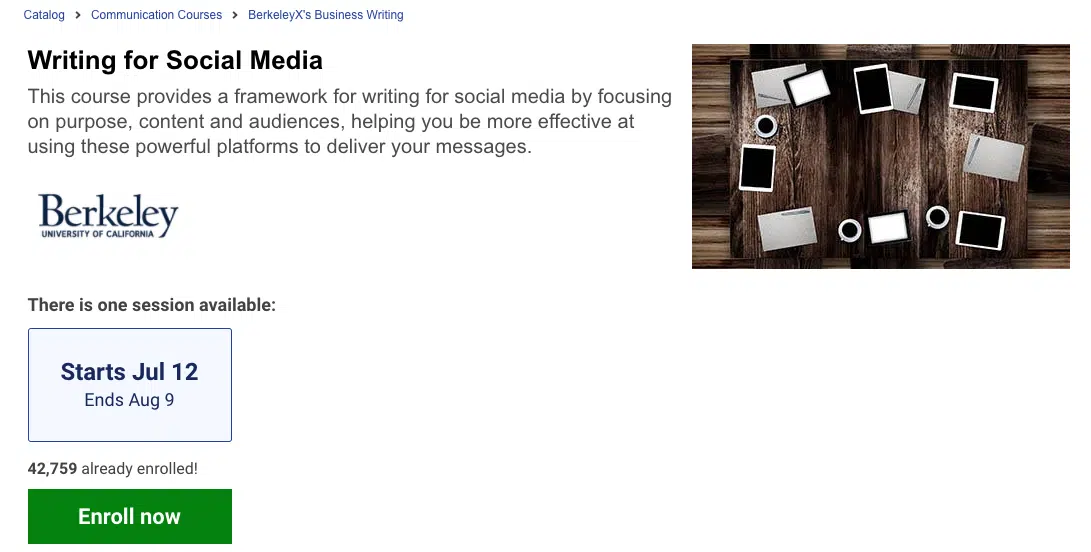 Catalog > Communication Courses > BerkeleyX's Business Writing
Writing for Social Media
This course provides a framework for writing for social media by focusing
on purpose, content and audiences, helping you be more effective at
using these powerful platforms to deliver your messages.
Berkeley
UNIVERSITY OF CALIFORNIA
There is one session available:
Starts Jul 12
Ends Aug 9
42,759 already enrolled!
Enroll now